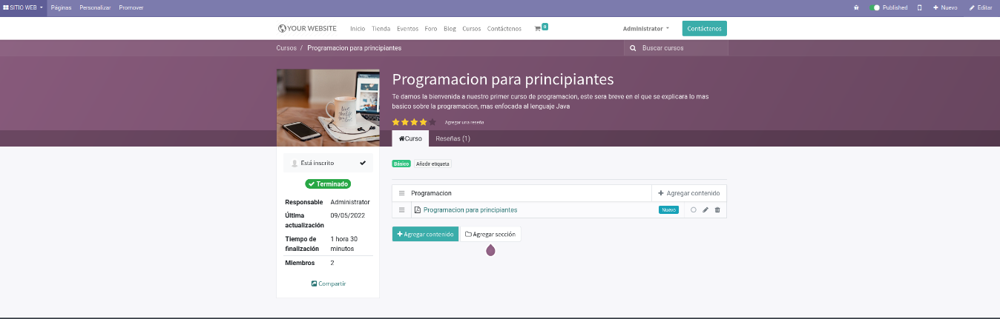 SITIO WEB Páginas Personalizar Promover Published Nuevo Editar
YOUR WEBSITE Inicio Tienda Eventos Foro Blog Cursos Contáctenos 0 Administrator Contáctenos
Cursos / Programacion para principiantes Buscar cursos
Programacion para principiantes
Te damos la bienvenida a nuestro primer curso de programacion, este sera breve en el que se explicara lo mas
basico sobre la programacion, mas enfocada al lenguaje Java
Agregar una reseña
Curso Reseñas (1)
Está inscrito
Terminado
Responsable Administrator
Última actualización 09/05/2022
Tiempo de finalización 1 hora 30 minutos
Miembros 2
Compartir
Básico Añadir etiqueta
Programacion Agregar contenido
Programacion para principiantes Nuevo
Agregar contenido Agregar sección